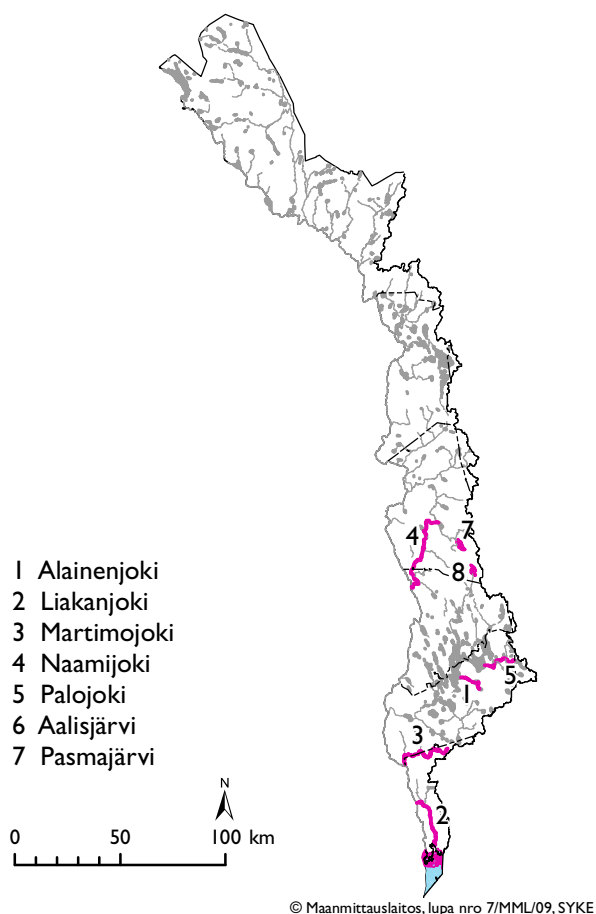 4
7
8
5
1
3
2
1 Alainenjoki
2 Liakanjoki
3 Martimojoki
4 Naamijoki
5 Palojoki
6 Aalisjärvi
7 Pasmajärvi
N
0 50 100 km
© Maanmittauslaitos, lupa nro 7/MML/09, SYKE